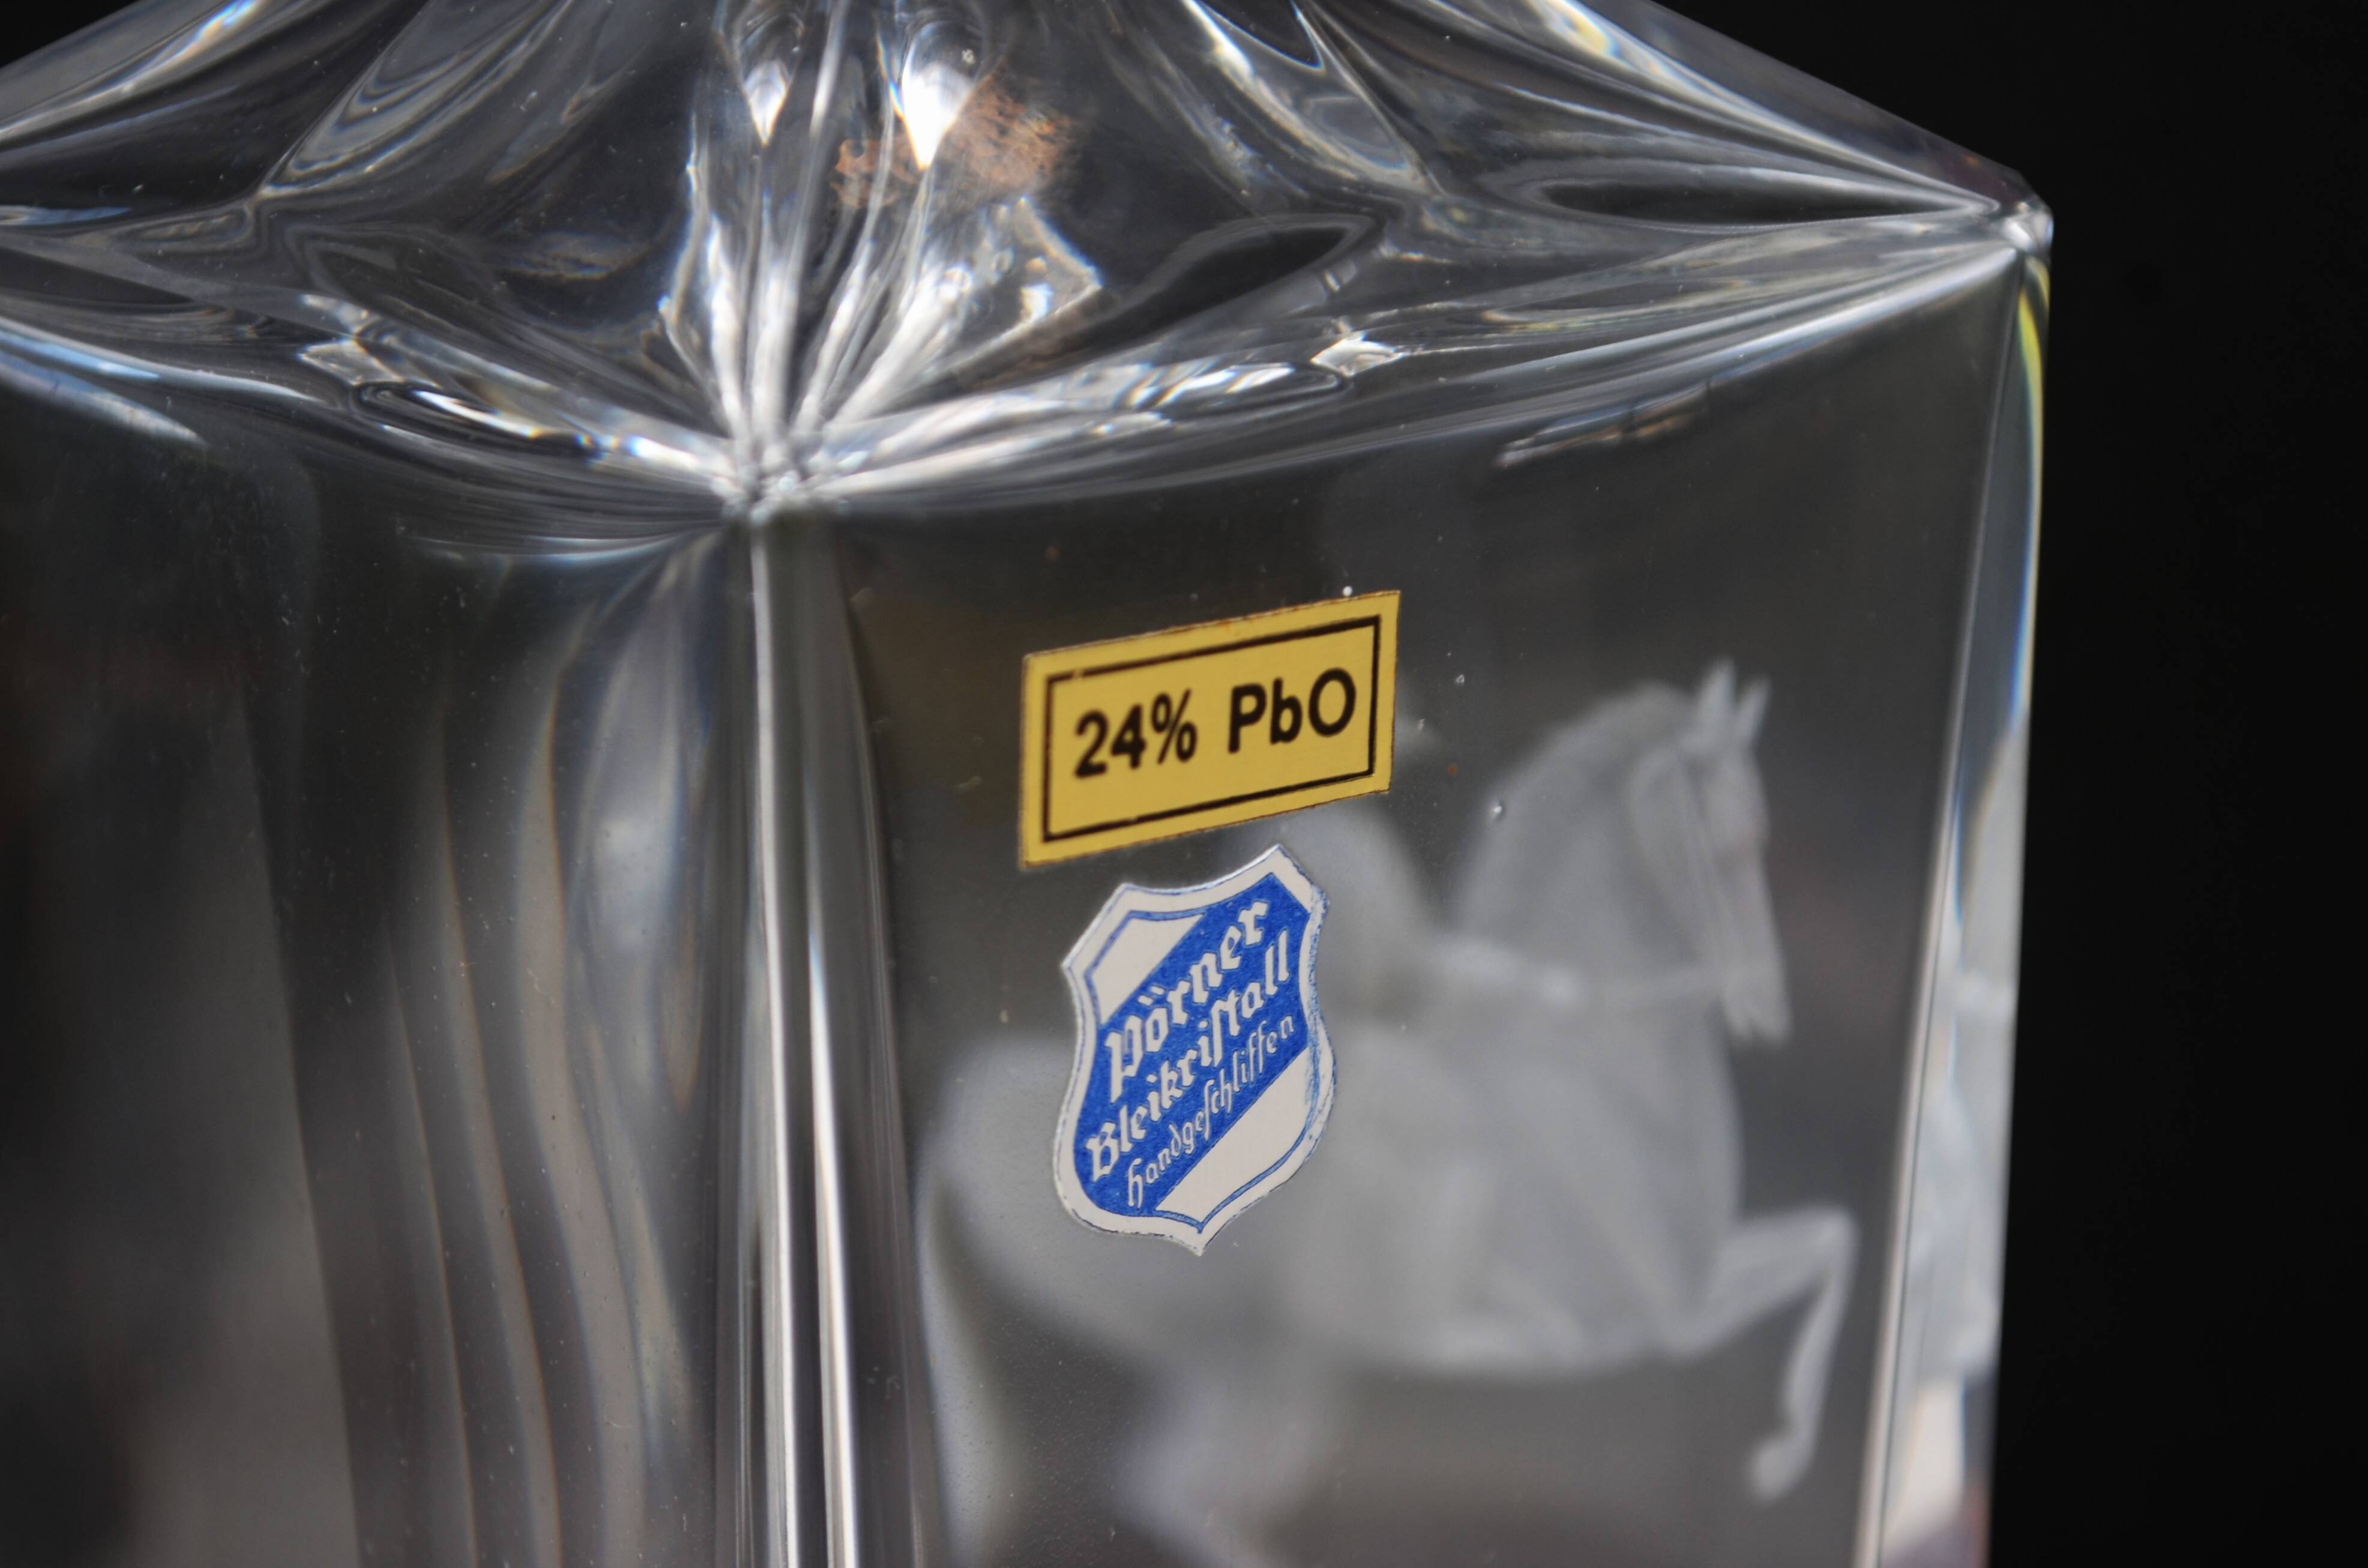 24% PbO
Pörner
Bleikriſtall
handgeſchliffen